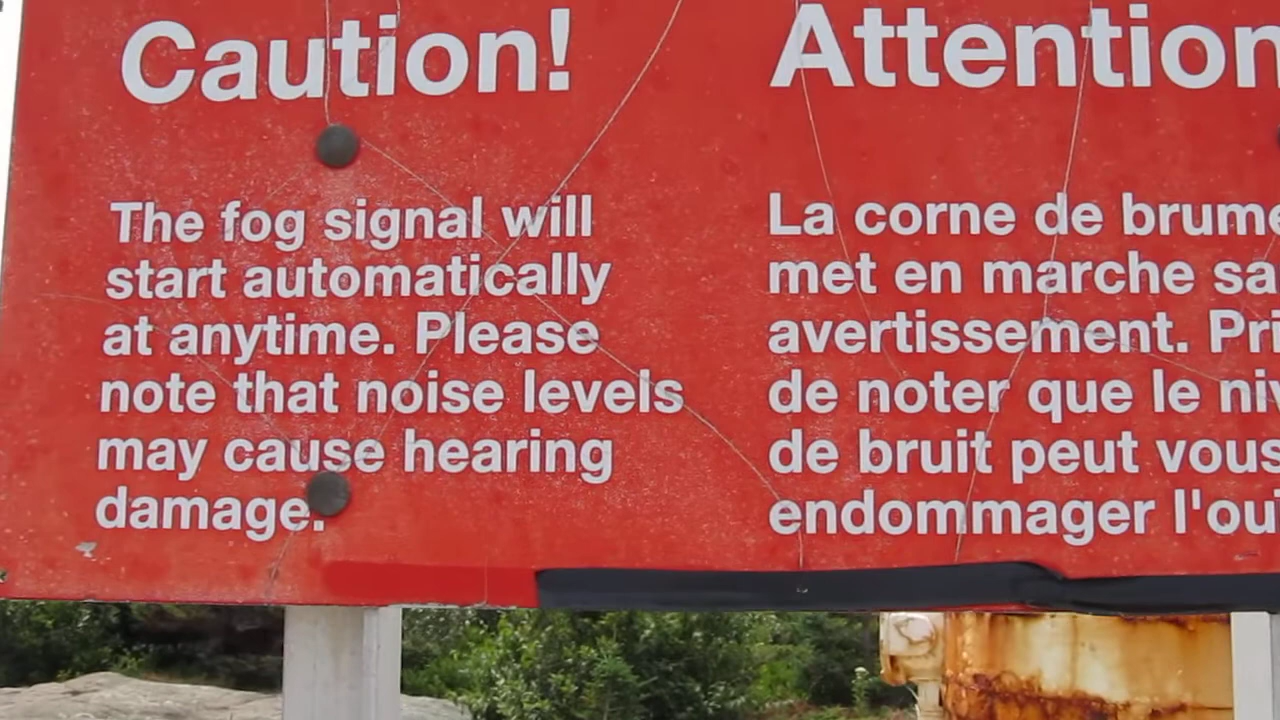 Caution!
The fog signal will
start automatically
at anytime. Please
note that noise levels
may cause hearing
damage.
Attention
La corne de brume
met en marche
avertissement.
de noter que le
de bruit peut vous
endommager